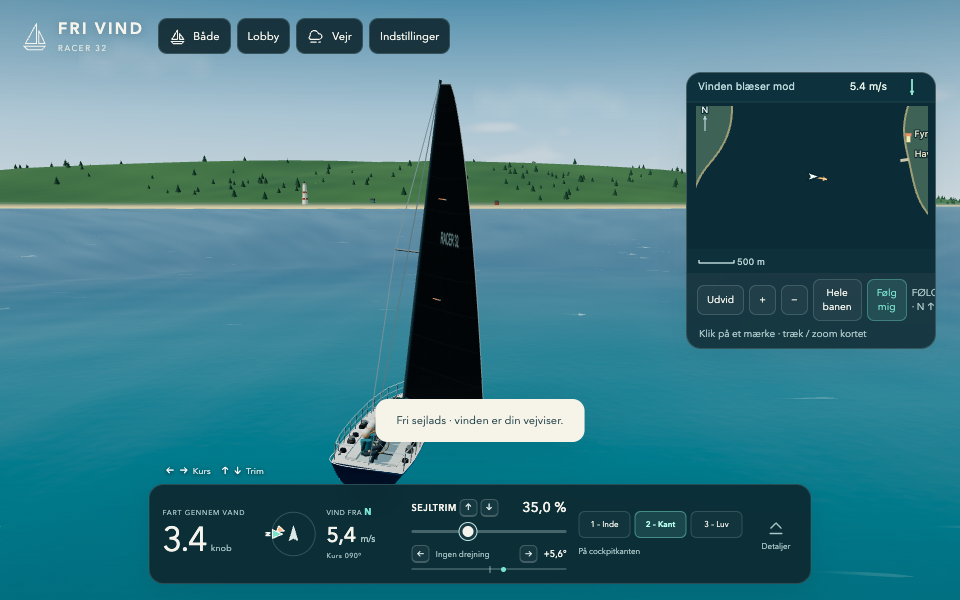 FRI VIND
RACER 32
Både
Lobby
Vejr
Indstillinger
Vinden blæser mod
5.4 m/s
N
Fyr
Hav
500 m
Udvid
+
−
Hele
banen
Følg
mig
FØLG
· N ↑
Klik på et mærke · træk / zoom kortet
RACER 32
Fri sejlads · vinden er din vejviser.
← → Kurs ↑ ↓ Trim
FART GENNEM VAND
3.4 knob
N
VIND FRA N
5,4 m/s
Kurs 090°
SEJLTRIM ↑ ↓ 35,0 %
← Ingen drejning → +5,6°
1 – Inde
2 – Kant
3 – Luv
På cockpitkanten
Detaljer